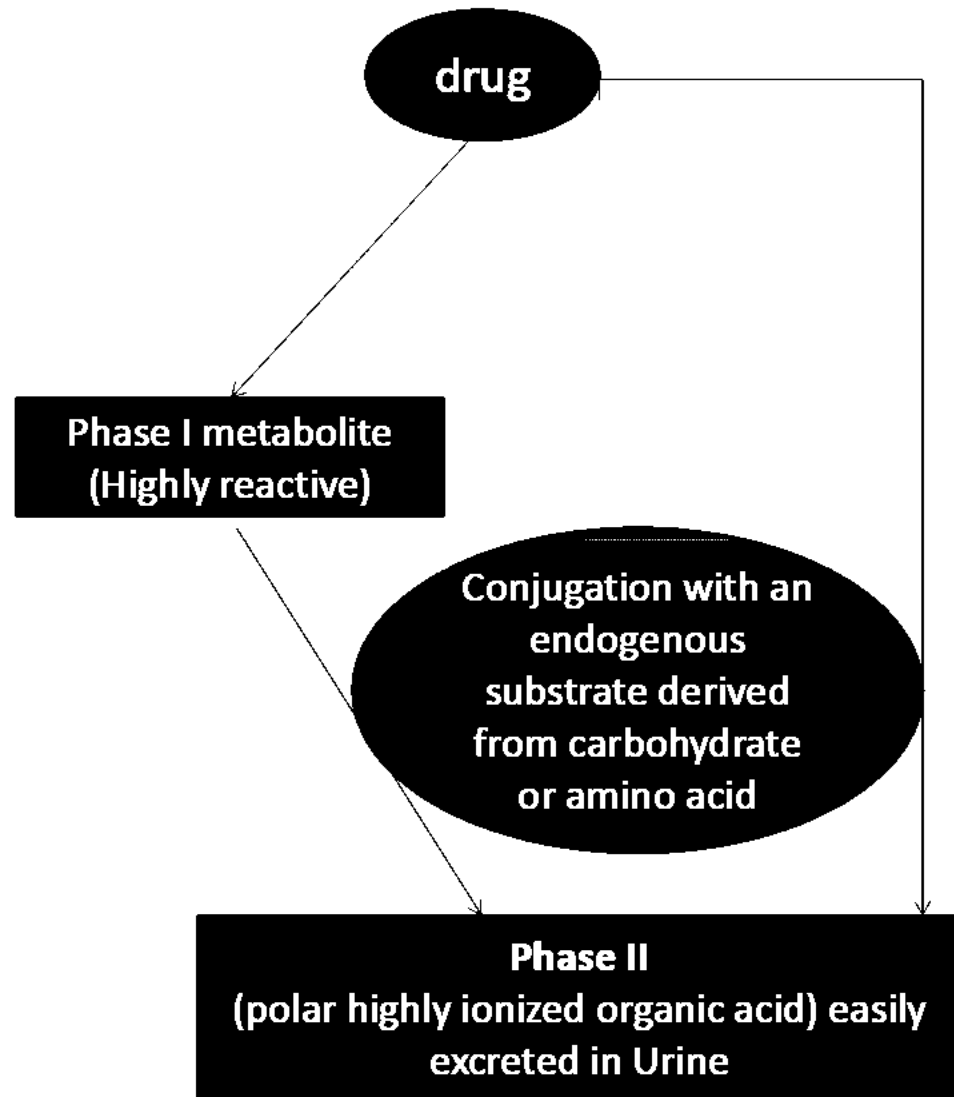 drug
Phase I metabolite
(Highly reactive)
Conjugation with an
endogenous
substrate derived
from carbohydrate
or amino acid
Phase II
(polar highly ionized organic acid) easily
excreted in Urine